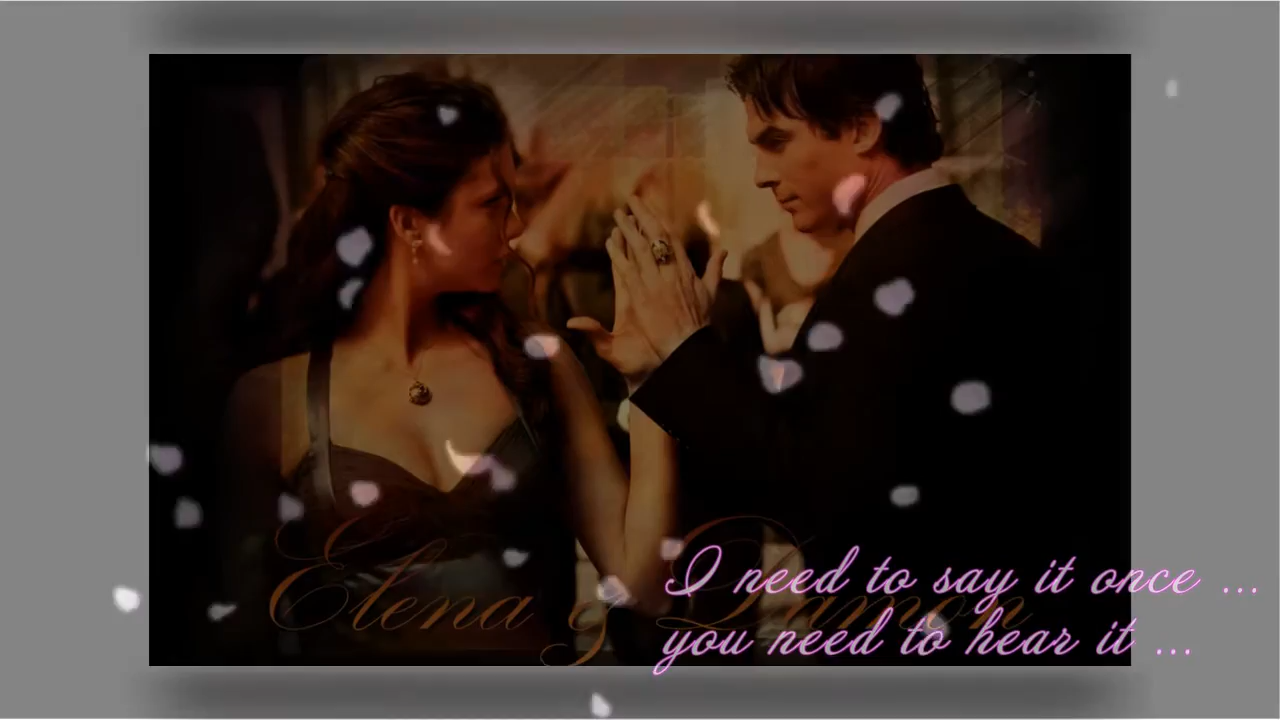 Elena y Damon
I need to say it once ...
you need to hear it ...